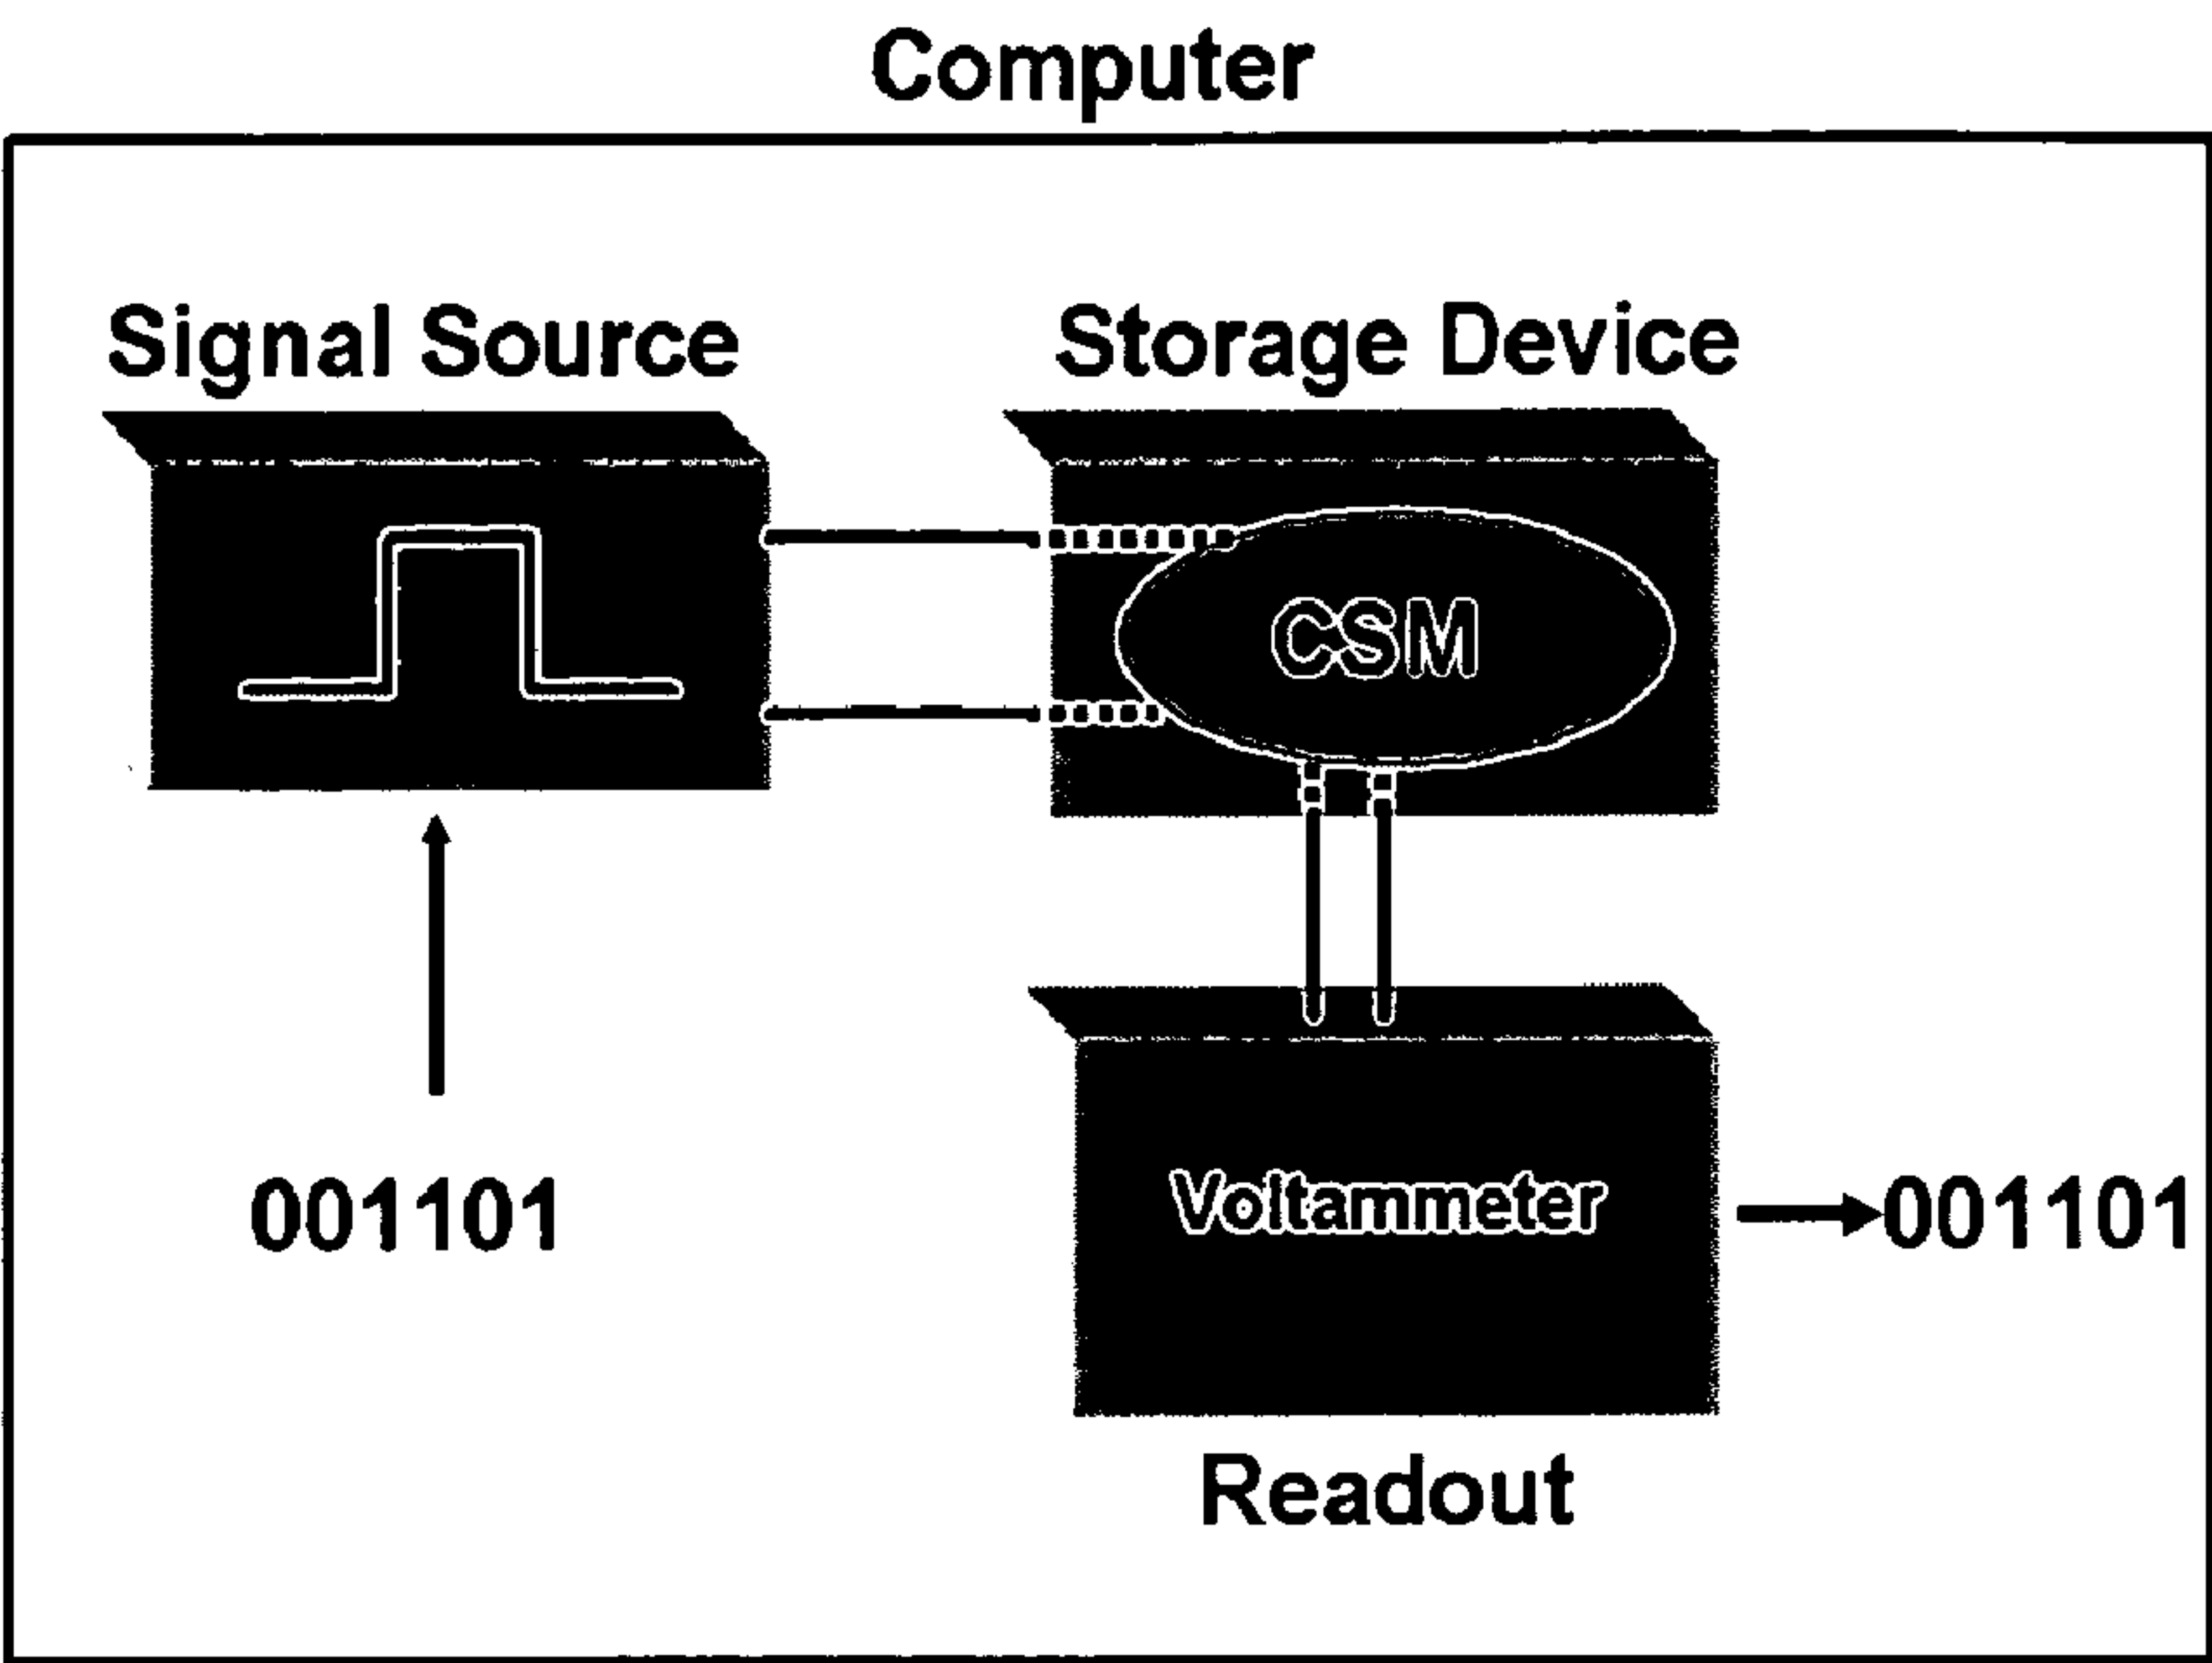 Computer
Signal Source
Storage Device
CSM
001101
Voltammeter
001101
Readout